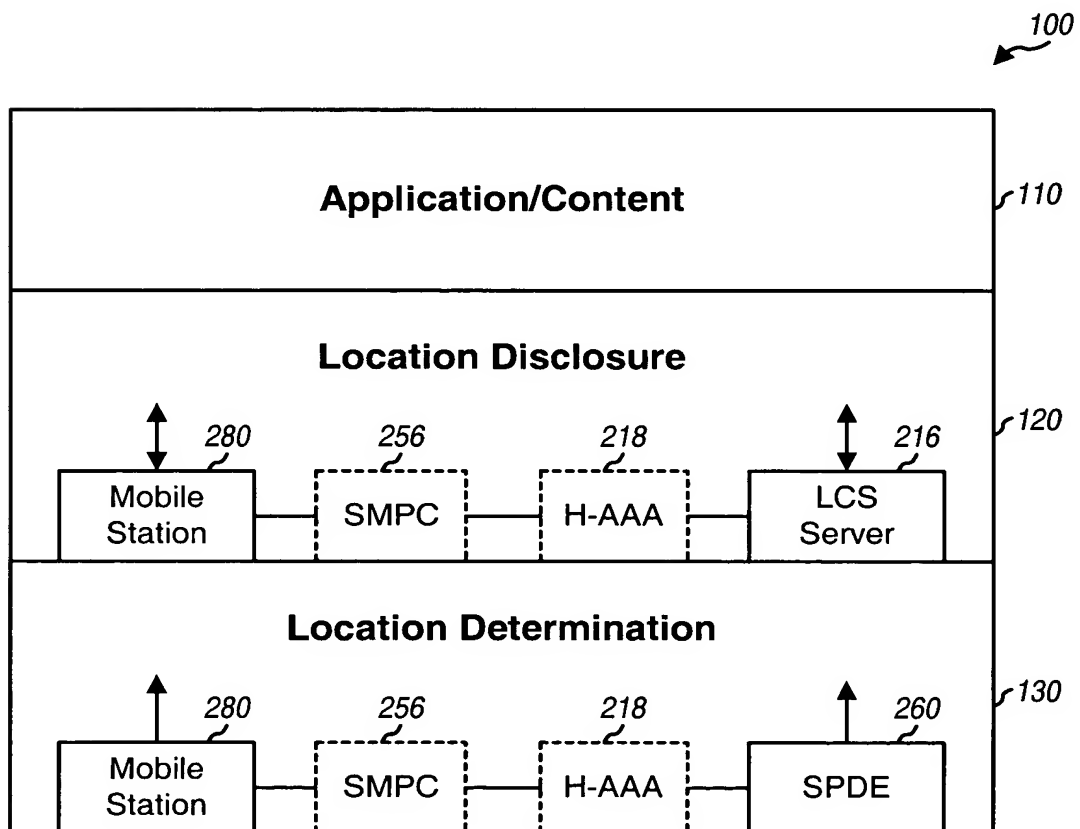 100
Application/Content
110
Location Disclosure
120
280
256
218
216
Mobile
Station
SMPC
H-AAA
LCS
Server
Location Determination
130
280
256
218
260
Mobile
Station
SMPC
H-AAA
SPDE